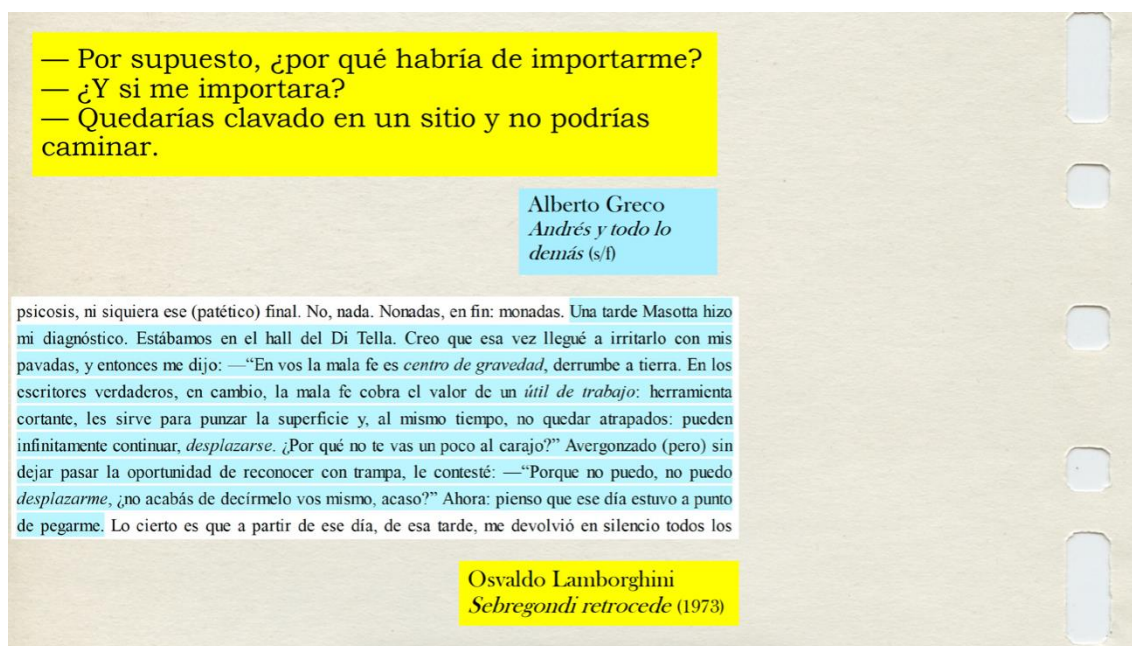 — Por supuesto, ¿por qué habría de importarme?
— ¿Y si me importara?
— Quedarías clavado en un sitio y no podrías
caminar.
Alberto Greco
Andrés y todo lo
demás (s/f)
psicosis, ni siquiera ese (patético) final. No, nada. Nonadas, en fin: monadas. Una tarde Masotta hizo
mi diagnóstico. Estábamos en el hall del Di Tella. Creo que esa vez llegué a irritarlo con mis
pavadas, y entonces me dijo: —“En vos la mala fe es centro de gravedad, derrumbe a tierra. En los
escritores verdaderos, en cambio, la mala fe cobra el valor de un útil de trabajo: herramienta
cortante, les sirve para punzar la superficie y, al mismo tiempo, no quedar atrapados: pueden
infinitamente continuar, desplazarse. ¿Por qué no te vas un poco al carajo?” Avergonzado (pero) sin
dejar pasar la oportunidad de reconocer con trampa, le contesté: —“Porque no puedo, no puedo
desplazarme, ¿no acabás de decírmelo vos mismo, acaso?” Ahora: pienso que ese día estuvo a punto
de pegarme. Lo cierto es que a partir de ese día, de esa tarde, me devolvió en silencio todos los
Osvaldo Lamborghini
Sebregondi retrocede (1973)